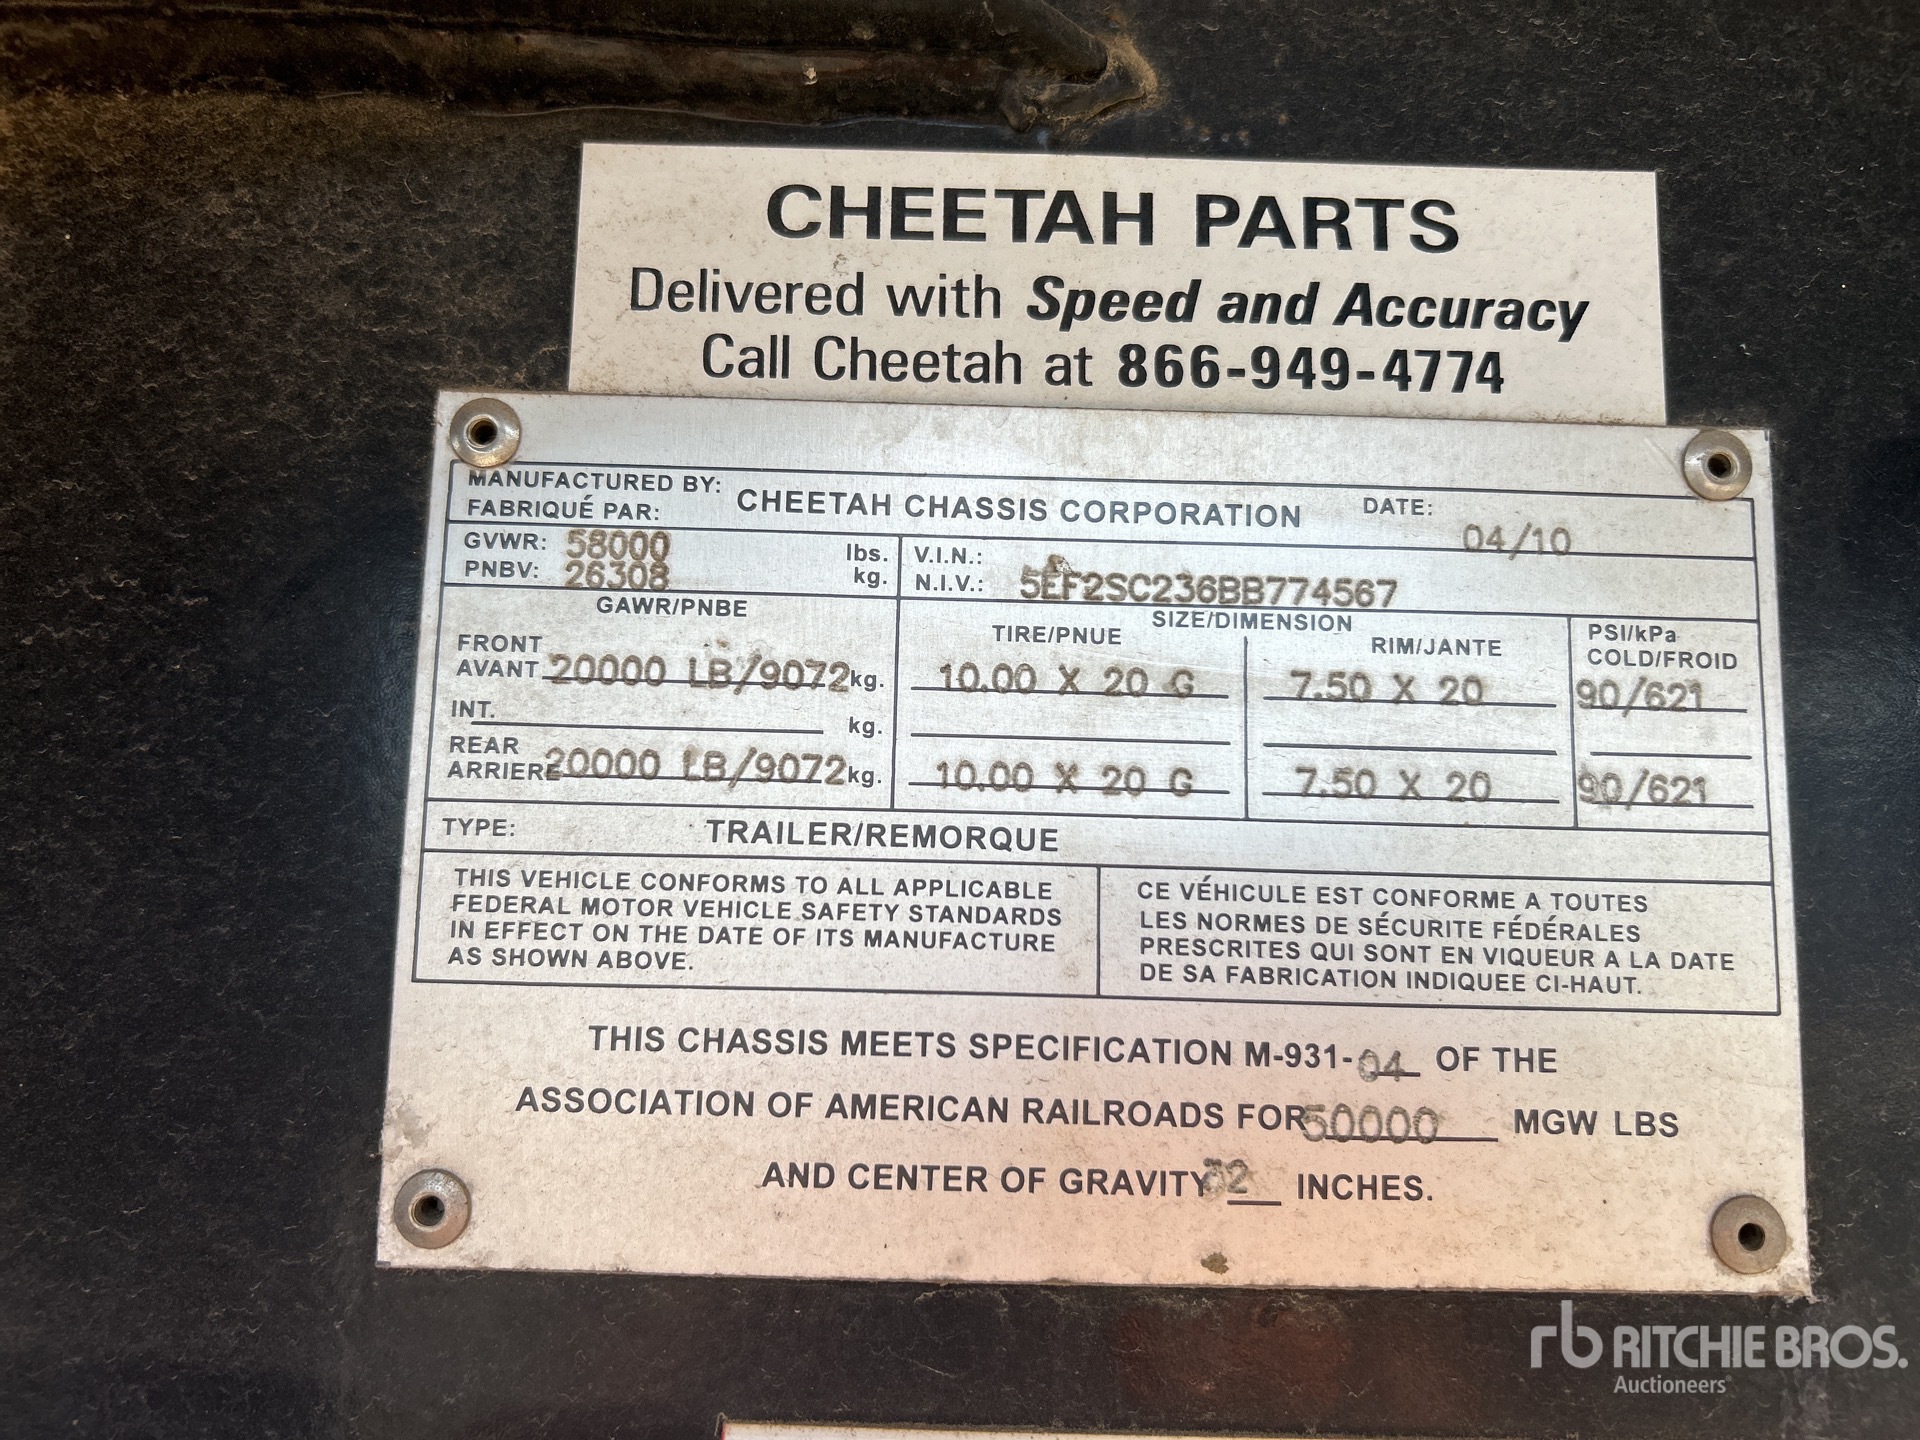 CHEETAH PARTS
Delivered with Speed and Accuracy
Call Cheetah at 866-949-4774
MANUFACTURED BY:
FABRIQUÉ PAR:
CHEETAH CHASSIS CORPORATION
DATE:
04/10
GVWR: 58000 lbs.
PNBV: 26308 kg.
V.I.N.:
N.I.V.: 5EF2SC236BB774567
GAWR/PNBE
SIZE/DIMENSION
TIRE/PNUE
RIM/JANTE
PSI/kPa
COLD/FROID
FRONT
AVANT 20000 LB/9072 kg. 10.00 X 20 G 7.50 X 20 90/621
INT. kg.
REAR
ARRIERE 20000 LB/9072 kg. 10.00 X 20 G 7.50 X 20 90/621
TYPE: TRAILER/REMORQUE
THIS VEHICLE CONFORMS TO ALL APPLICABLE
FEDERAL MOTOR VEHICLE SAFETY STANDARDS
IN EFFECT ON THE DATE OF ITS MANUFACTURE
AS SHOWN ABOVE.
CE VÉHICULE EST CONFORME A TOUTES
LES NORMES DE SÉCURITE FÉDÉRALES
PRESCRITES QUI SONT EN VIQUEUR A LA DATE
DE SA FABRICATION INDIQUEE CI-HAUT.
THIS CHASSIS MEETS SPECIFICATION M-931-04 OF THE
ASSOCIATION OF AMERICAN RAILROADS FOR 50000 MGW LBS
AND CENTER OF GRAVITY INCHES.
rb RITCHIE BROS.
Auctioneers